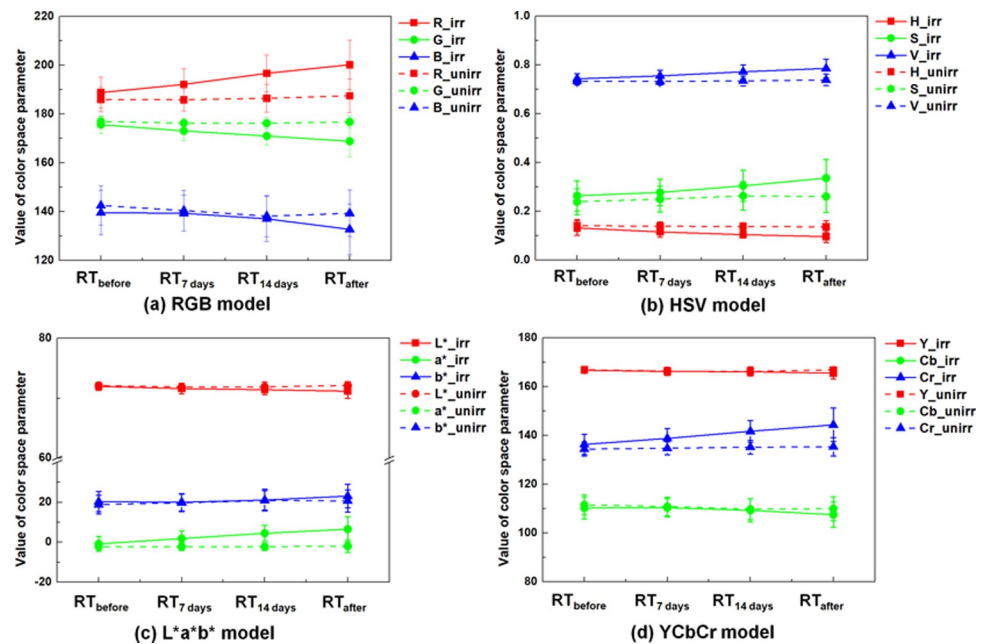 Value of color space parameter
220
200
180
160
140
120
R_irr
G_irr
B_irr
R_unirr
G_unirr
B_unirr
RTbefore RT7 days RT14 days RTafter
(a) RGB model
Value of color space parameter
1.0
0.8
0.6
0.4
0.2
0.0
H_irr
S_irr
V_irr
H_unirr
S_unirr
V_unirr
RTbefore RT7 days RT14 days RTafter
(b) HSV model
Value of color space parameter
80
60
20
0
-20
L*_irr
a*_irr
b*_irr
L*_unirr
a*_unirr
b*_unirr
RTbefore RT7 days RT14 days RTafter
(c) L*a*b* model
Value of color space parameter
180
160
140
120
100
80
Y_irr
Cb_irr
Cr_irr
Y_unirr
Cb_unirr
Cr_unirr
RTbefore RT7 days RT14 days RTafter
(d) YCbCr model